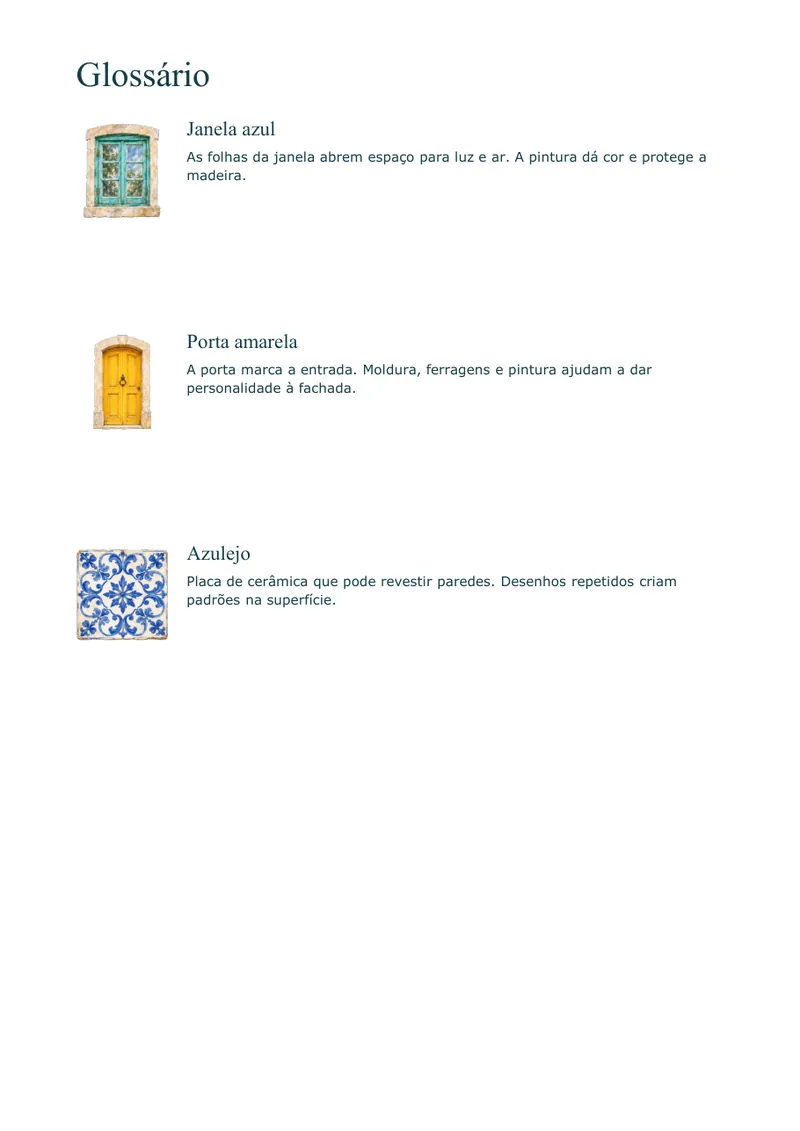 Glossário
Janela azul
As folhas da janela abrem espaço para luz e ar. A pintura dá cor e protege a
madeira.
Porta amarela
A porta marca a entrada. Moldura, ferragens e pintura ajudam a dar
personalidade à fachada.
Azulejo
Placa de cerâmica que pode revestir paredes. Desenhos repetidos criam
padrões na superfície.